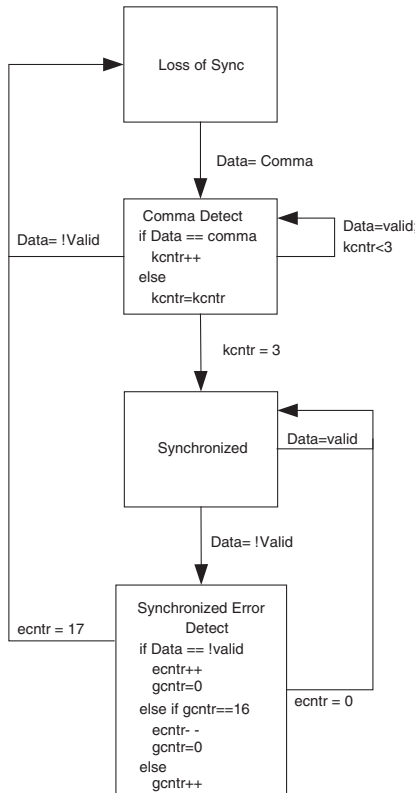 Loss of Sync
Data= Comma
Comma Detect
if Data == comma
kcntr++
else
kcntr=kcntr
Data=valid;
kcntr<3
Data= !Valid
kcntr = 3
Synchronized
Data=valid
Data= !Valid
Synchronized Error
Detect
if Data == !valid
ecntr++
gcntr=0
else if gcntr==16
ecntr- -
gcntr=0
else
gcntr++
ecntr = 17
ecntr = 0